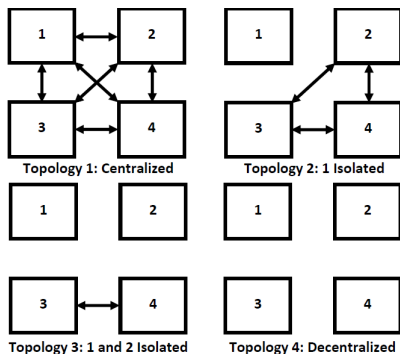 1 2
3 4
Topology 1: Centralized
1 2
3 4
Topology 2: 1 Isolated
1 2
3 4
Topology 3: 1 and 2 Isolated
1 2
3 4
Topology 4: Decentralized